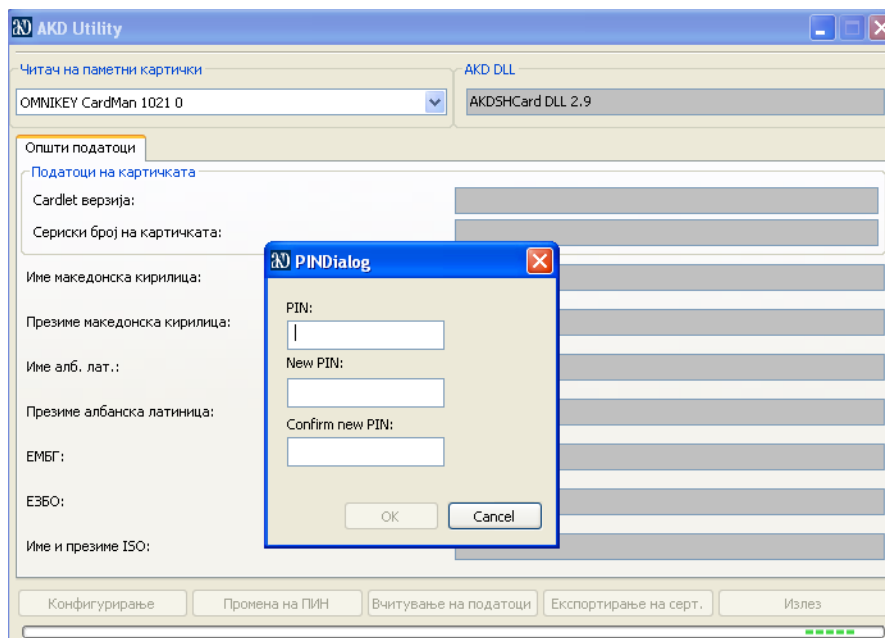 AKD Utility
Читач на паметни картички
AKD DLL
OMNIKEY CardMan 1021 0
AKDSHCard DLL 2.9
Општи податоци
Податоци на картичката
Cardlet верзија:
Сериски број на картичката:
PINDialog
Име македонска кирилица:
PIN:
Презиме македонска кирилица:
New PIN:
Име алб. лат.:
Презиме албанска латиница:
Confirm new PIN:
ЕМБГ:
ЕЗБО:
OK
Cancel
Име и презиме ISO:
Конфигурирање
Промена на ПИН
Вчитување на податоци
Експортирање на серт.
Излез